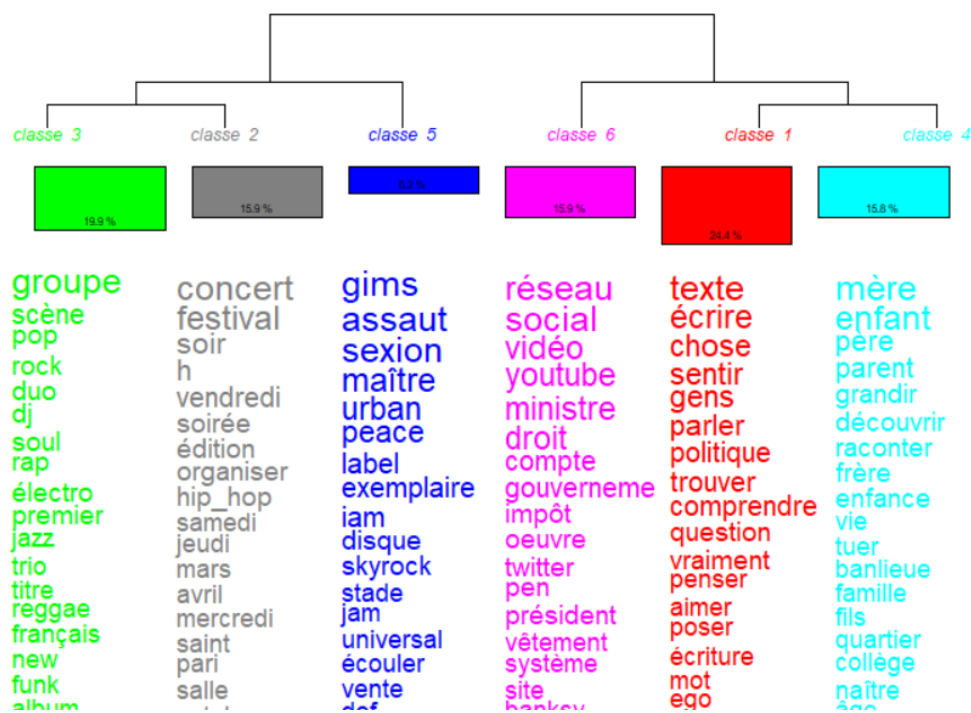 classe 3
classe 2
classe 5
classe 6
classe 1
classe 4
19.9 %
15.9 %
15.9 %
24.4 %
15.8 %
groupe
scène
pop
rock
duo
dj
soul
rap
électro
premier
jazz
trio
titre
reggae
français
new
funk
album
concert
festival
soir
h
vendredi
soirée
édition
organiser
hip_hop
samedi
jeudi
mars
avril
mercredi
saint
pari
salle
gims
assaut
sexion
maître
urban
peace
label
exemplaire
iam
disque
skyrock
stade
jam
universal
écouler
vente
def
réseau
social
vidéo
youtube
ministre
droit
compte
gouverneme
impôt
oeuvre
twitter
pen
président
vêtement
système
site
banksy
texte
écrire
chose
sentir
gens
parler
politique
trouver
comprendre
question
vraiment
penser
aimer
poser
écriture
mot
ego
mère
enfant
père
parent
grandir
découvrir
raconter
frère
enfance
vie
tuer
banlieue
famille
fils
quartier
collège
naître
âge